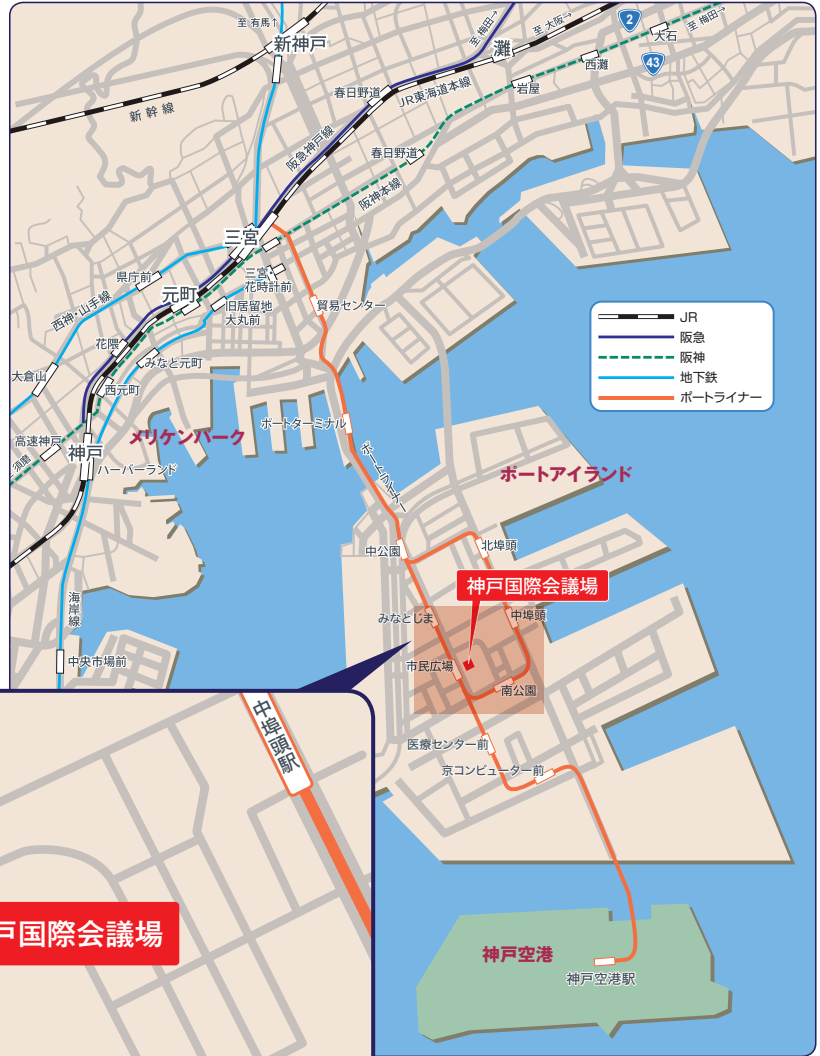 至 有馬↑
新神戸
至 梅田→
至 大阪→
2
大石
至 梅田→
灘
43
西灘
岩屋
新幹線
春日野道
JR東海道本線
阪急神戸線
春日野道
阪神本線
三宮
県庁前
三宮・
花時計前
元町
西神・山手線
旧居留地
大丸前
貿易センター
花隈
みなと元町
大倉山
西元町
JR
阪急
阪神
地下鉄
ポートライナー
メリケンパーク
ポートターミナル
高速神戸
神戸
須磨
ハーバーランド
ポートライナー
ポートアイランド
中公園
北埠頭
神戸国際会議場
海岸線
みなとじま
中埠頭
中央市場前
市民広場
南公園
中埠頭駅
医療センター前
京コンピューター前
戸国際会議場
神戸空港
神戸空港駅